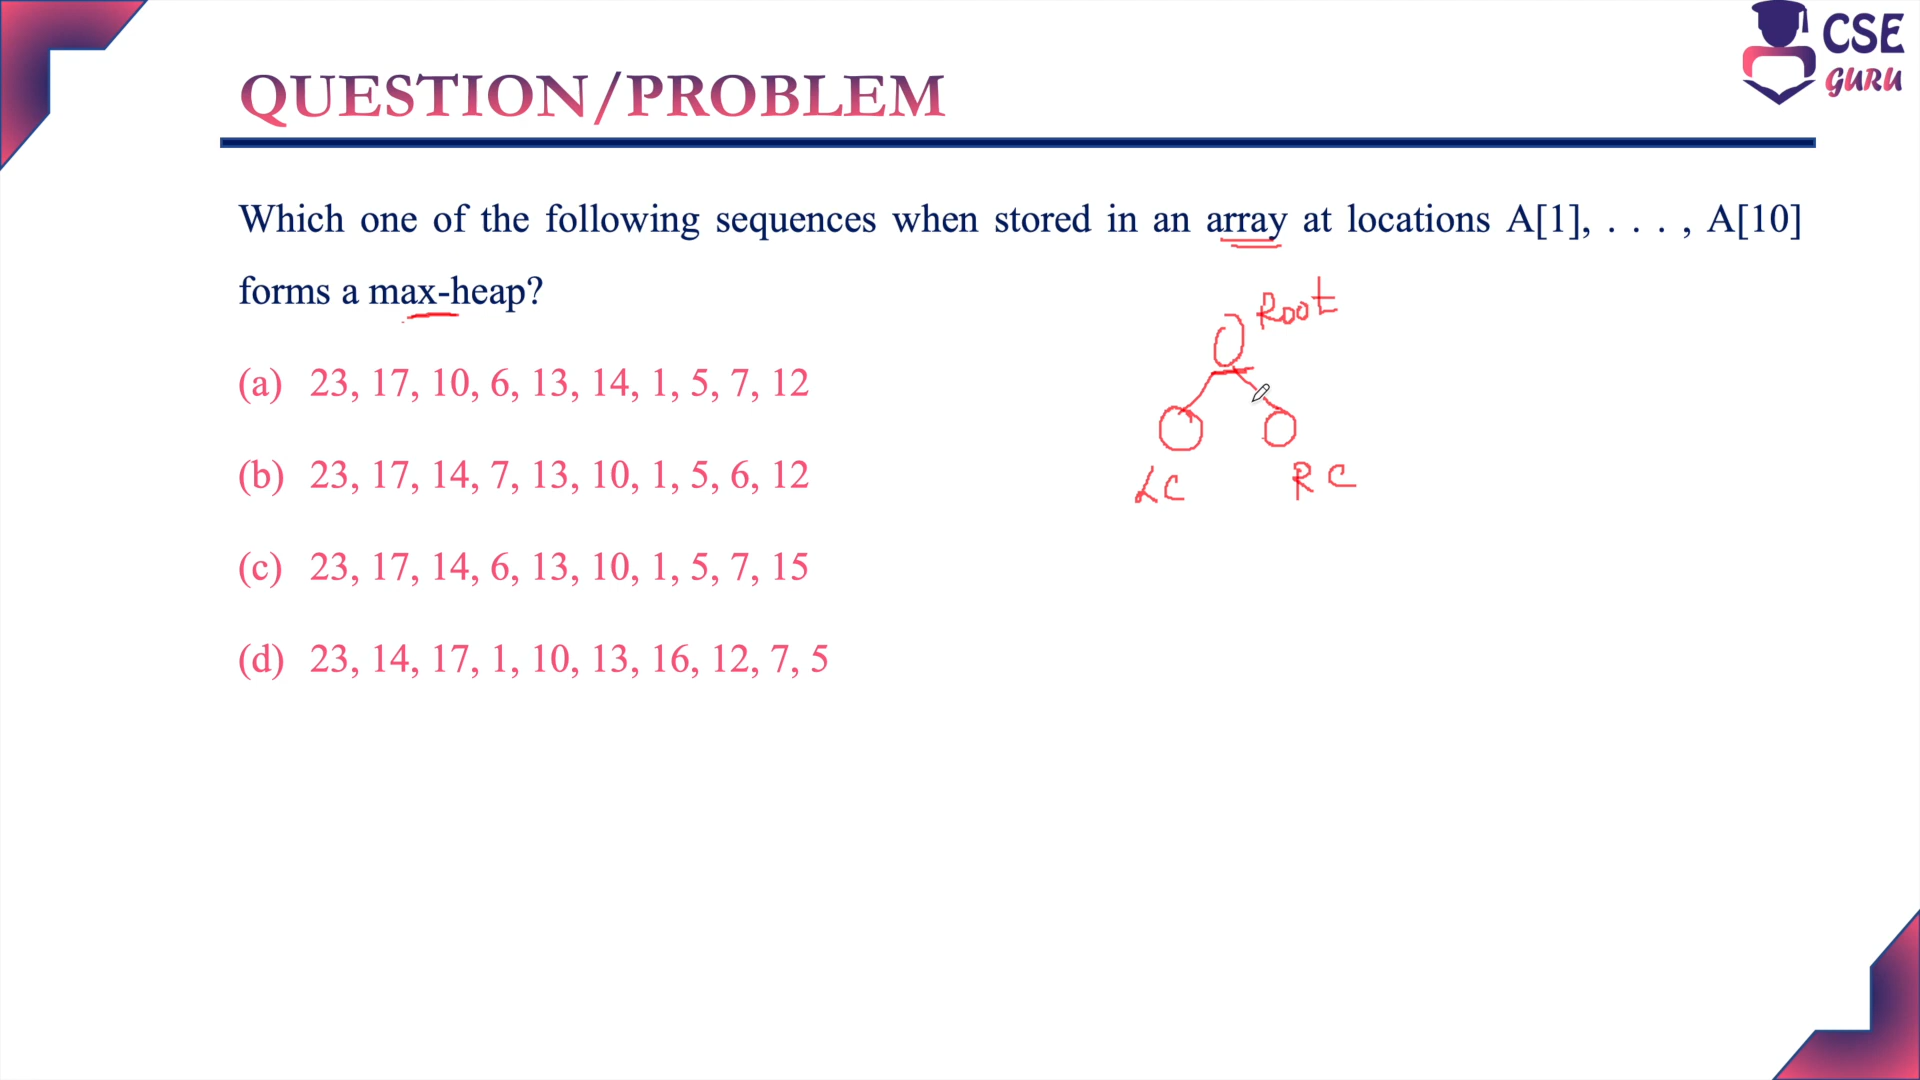 CSE
GURU
QUESTION/PROBLEM
Which one of the following sequences when stored in an array at locations A[1], . . . , A[10]
forms a max-heap?
Root
(a) 23, 17, 10, 6, 13, 14, 1, 5, 7, 12
(b) 23, 17, 14, 7, 13, 10, 1, 5, 6, 12
LC RC
(c) 23, 17, 14, 6, 13, 10, 1, 5, 7, 15
(d) 23, 14, 17, 1, 10, 13, 16, 12, 7, 5